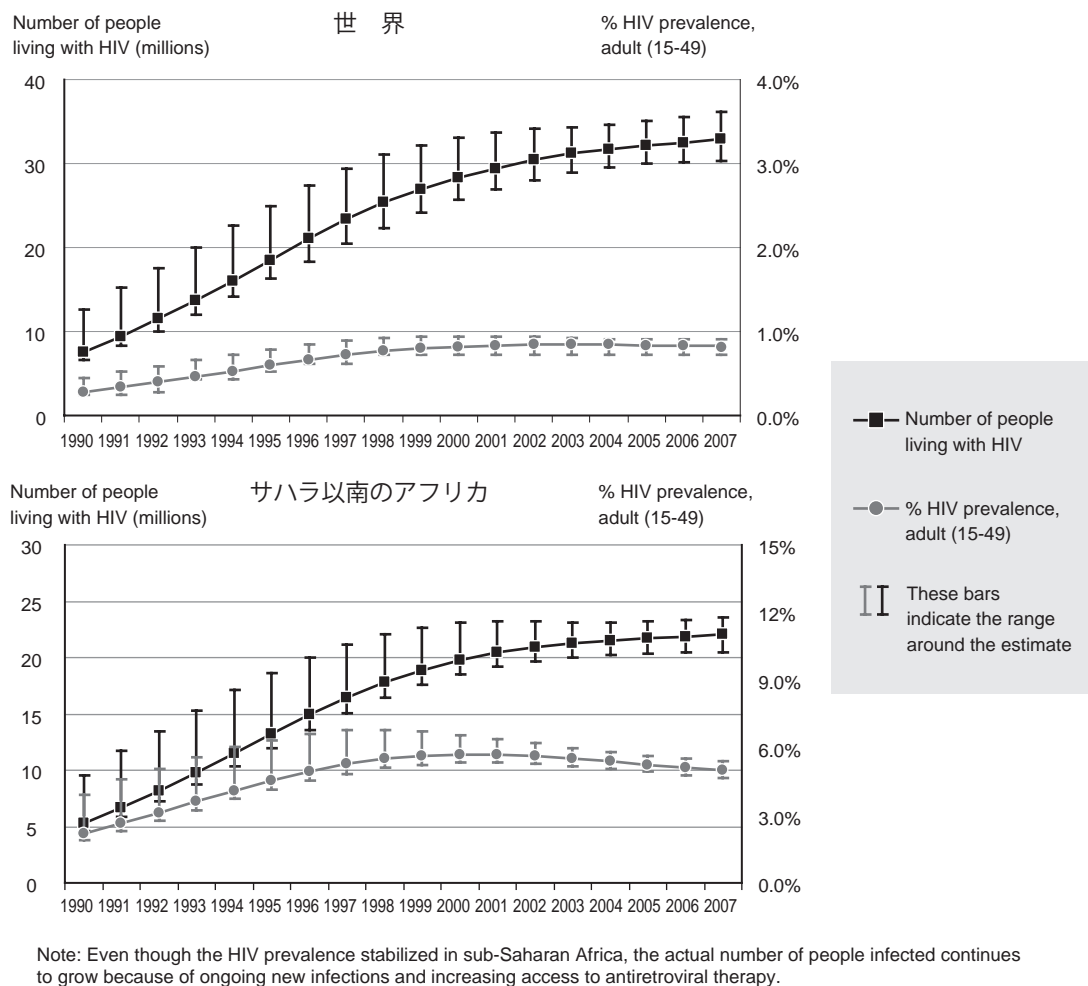 Number of people
living with HIV (millions)
世 界
% HIV prevalence,
adult (15-49)
40
30
20
10
0
4.0%
3.0%
2.0%
1.0%
0.0%
1990 1991 1992 1993 1994 1995 1996 1997 1998 1999 2000 2001 2002 2003 2004 2005 2006 2007
Number of people
living with HIV (millions)
サハラ以南のアフリカ
% HIV prevalence,
adult (15-49)
30
25
20
15
10
5
0
15%
12%
9.0%
6.0%
3.0%
0.0%
1990 1991 1992 1993 1994 1995 1996 1997 1998 1999 2000 2001 2002 2003 2004 2005 2006 2007
Number of people
living with HIV
% HIV prevalence,
adult (15-49)
These bars
indicate the range
around the estimate
Note: Even though the HIV prevalence stabilized in sub-Saharan Africa, the actual number of people infected continues
to grow because of ongoing new infections and increasing access to antiretroviral therapy.